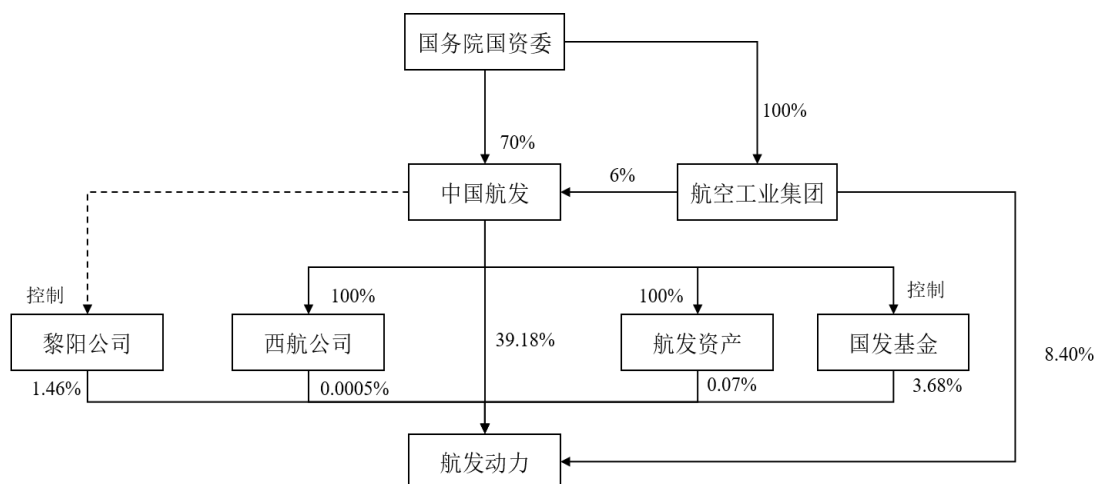 国务院国资委
100%
70%
中国航发
6%
航空工业集团
控制
100%
100%
控制
黎阳公司
西航公司
39.18%
航发资产
国发基金
8.40%
1.46%
0.0005%
0.07%
3.68%
航发动力